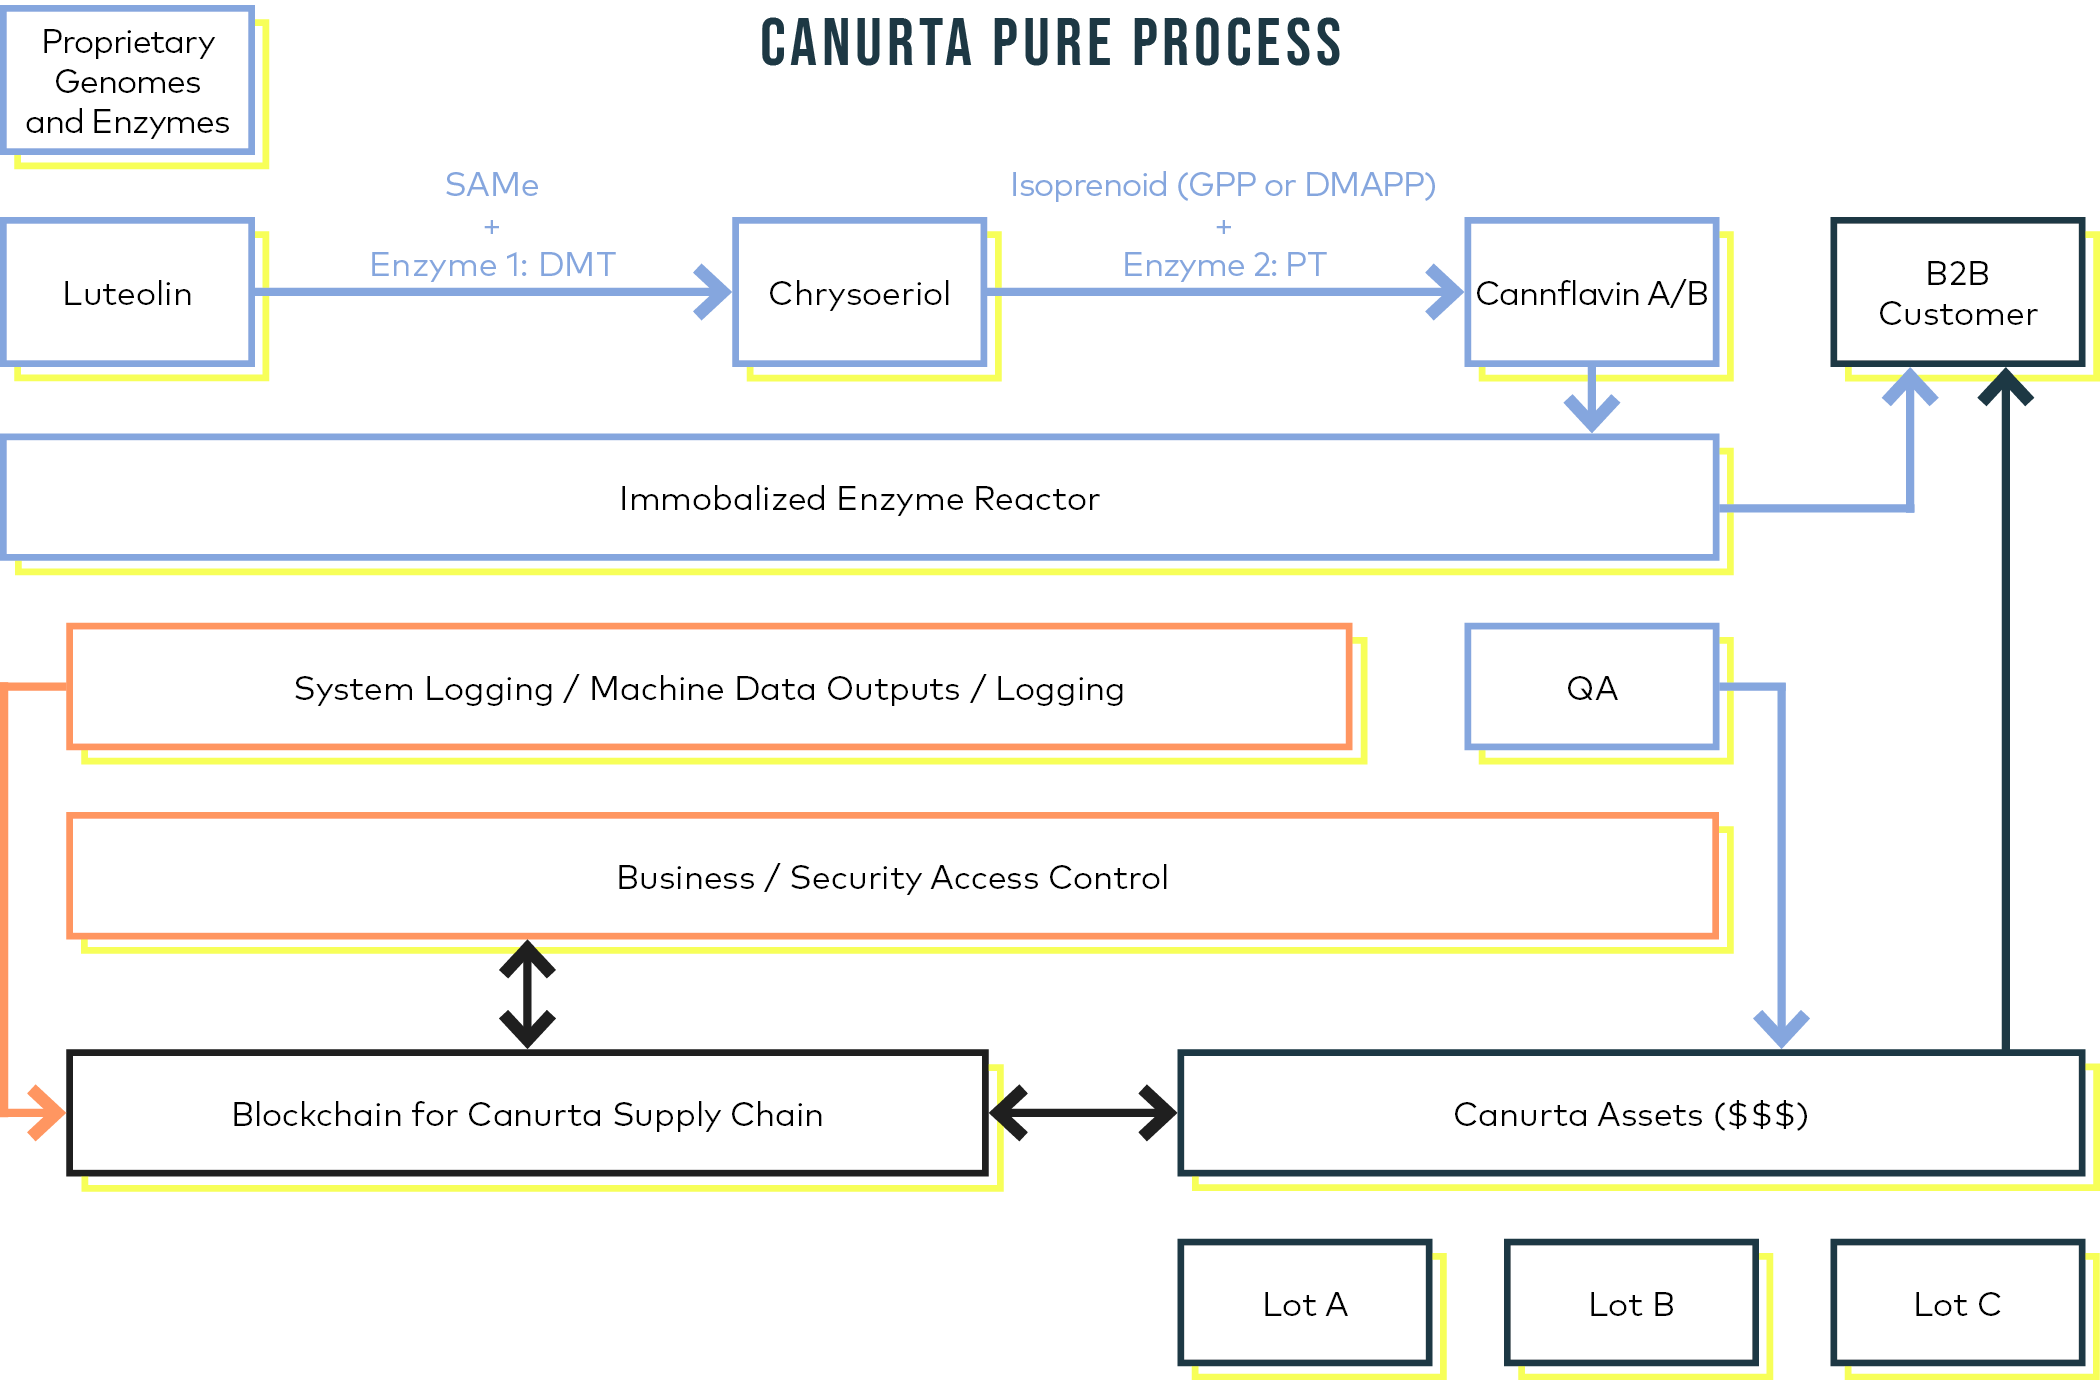 CANURTA PURE PROCESS
Proprietary
Genomes
and Enzymes
SAMe
+
Enzyme 1: DMT
Isoprenoid (GPP or DMAPP)
+
Enzyme 2: PT
Luteolin
Chrysoeriol
Cannflavin A/B
B2B
Customer
Immobalized Enzyme Reactor
System Logging / Machine Data Outputs / Logging
QA
Business / Security Access Control
Blockchain for Canurta Supply Chain
Canurta Assets ($$$)
Lot A
Lot B
Lot C